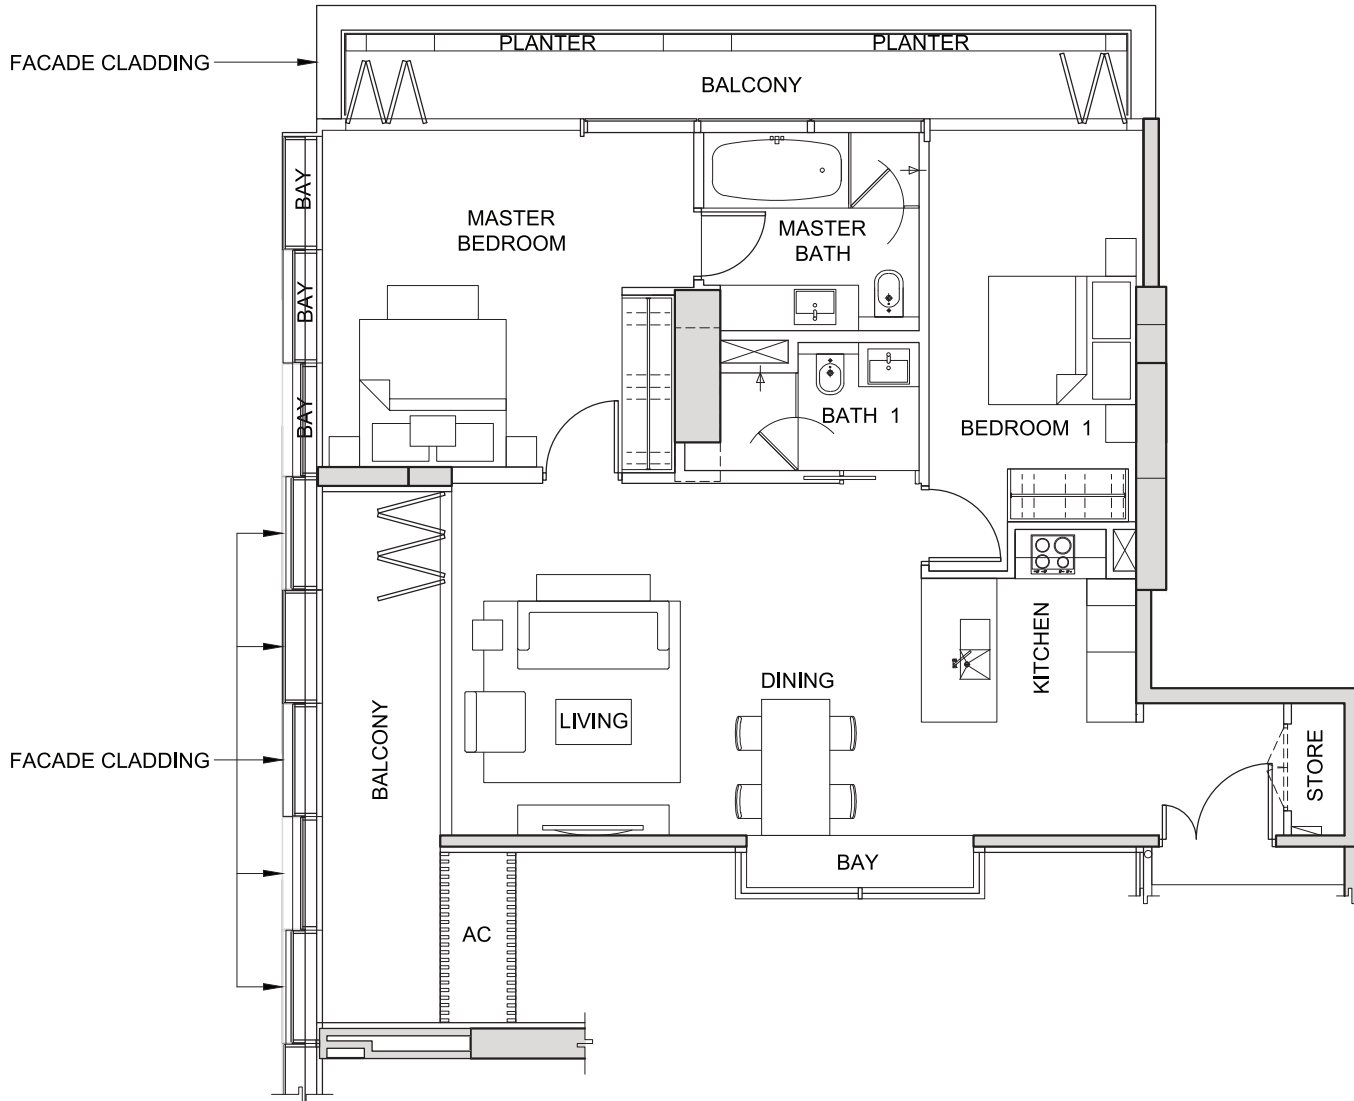 PLANTER
PLANTER
FACADE CLADDING
BALCONY
BAY
MASTER
BEDROOM
MASTER
BATH
BAY
BAY
BATH 1
BEDROOM 1
KITCHEN
DINING
LIVING
BALCONY
FACADE CLADDING
STORE
BAY
AC